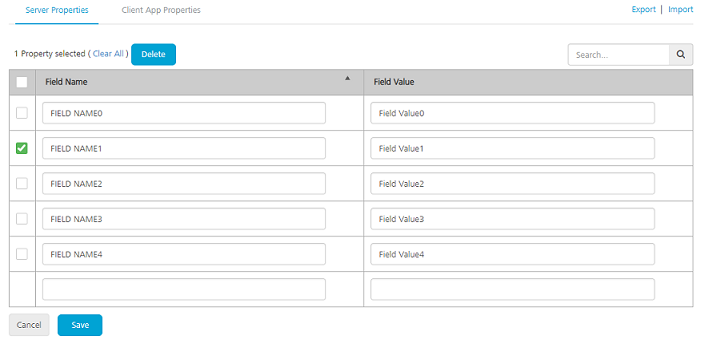 Server Properties Client App Properties Export | Import
1 Property selected ( Clear All ) Delete Search...
Field Name Field Value
FIELD NAME0 Field Value0
FIELD NAME1 Field Value1
FIELD NAME2 Field Value2
FIELD NAME3 Field Value3
FIELD NAME4 Field Value4
Cancel Save